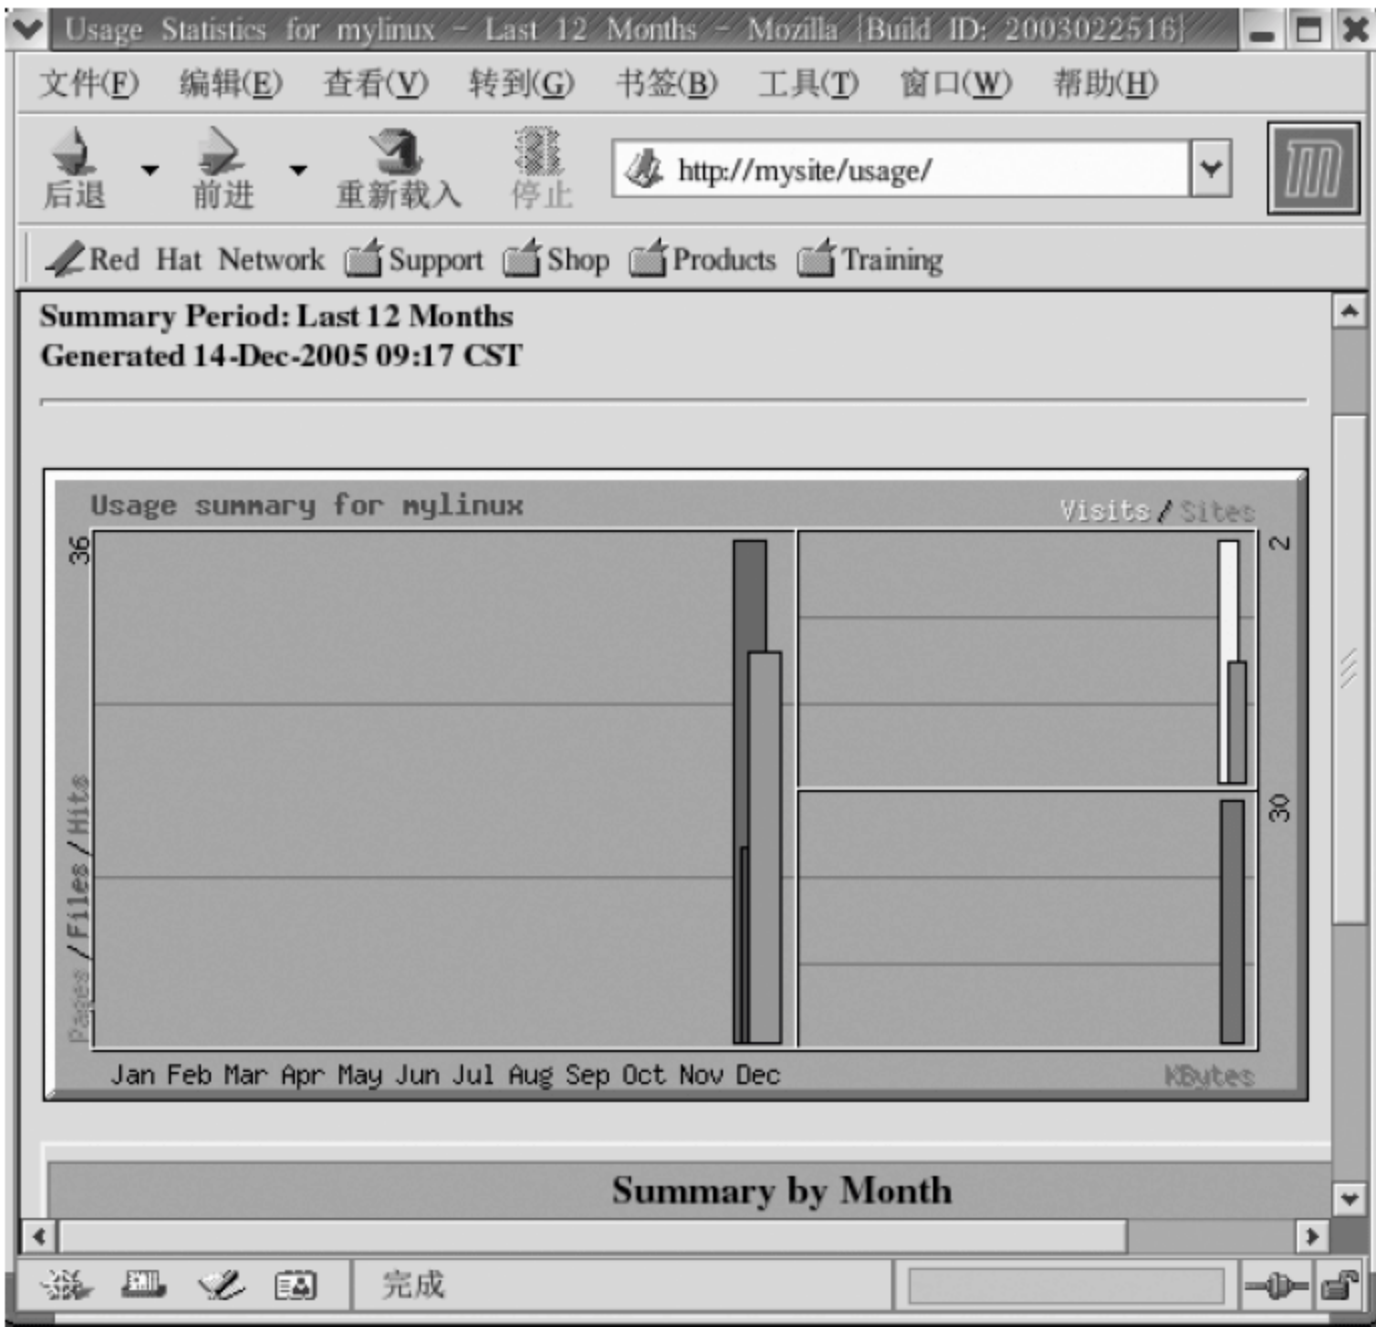 Usage Statistics for mylinux - Last 12 Months - Mozilla {Build ID: 2003022516}
文件(F) 编辑(E) 查看(V) 转到(G) 书签(B) 工具(T) 窗口(W) 帮助(H)
后退 前进 重新载入 停止 http://mysite/usage/ m
Red Hat Network Support Shop Products Training
Summary Period: Last 12 Months
Generated 14-Dec-2005 09:17 CST
Usage summary for mylinux
Visits / Sites
36
2
30
Pages / Files / Hits
Jan Feb Mar Apr May Jun Jul Aug Sep Oct Nov Dec
KBytes
Summary by Month
完成